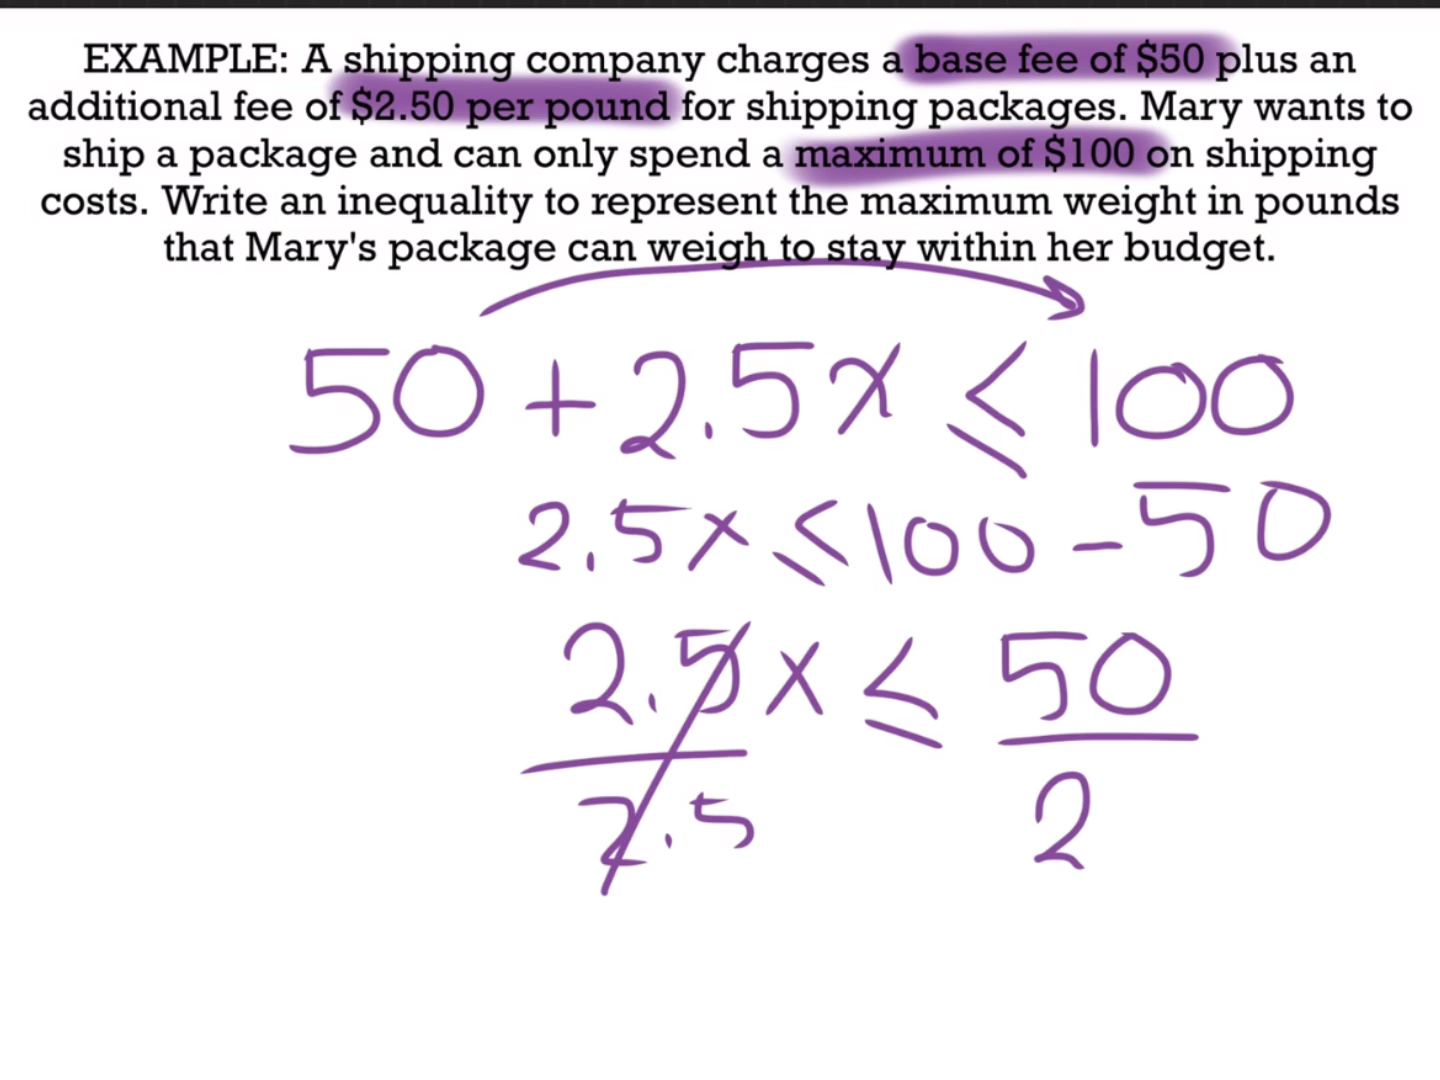 EXAMPLE: A shipping company charges a base fee of $50 plus an
additional fee of $2.50 per pound for shipping packages. Mary wants to
ship a package and can only spend a maximum of $100 on shipping
costs. Write an inequality to represent the maximum weight in pounds
that Mary's package can weigh to stay within her budget.
50 + 2.5x ≤ 100
2.5x ≤ 100 - 50
2.5x ≤ 50
2.5 2